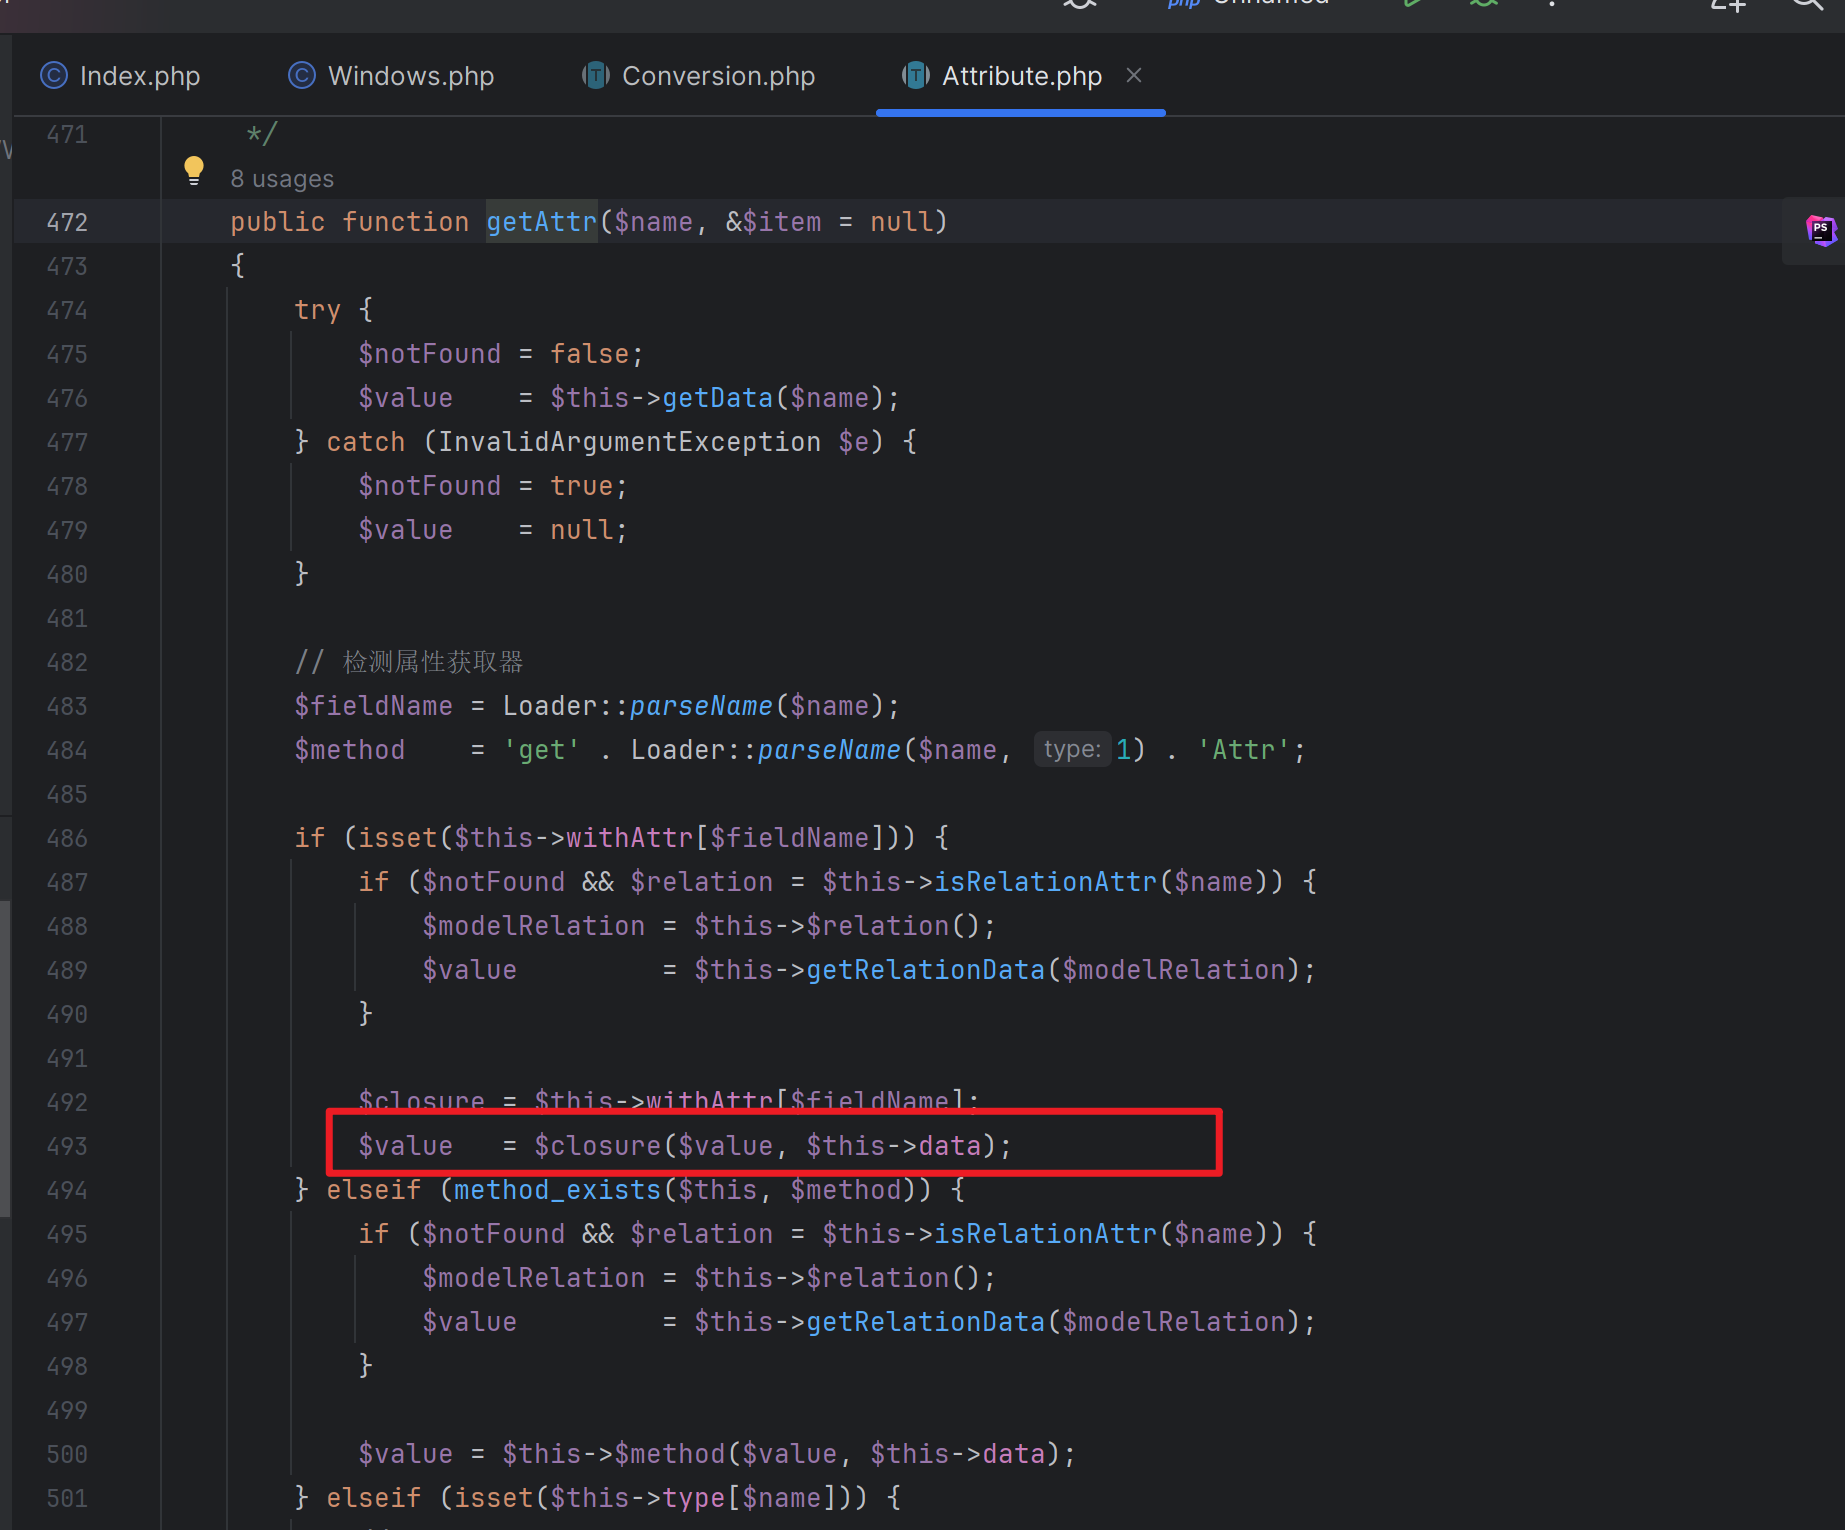 php Unnamed
Index.php Windows.php Conversion.php Attribute.php
471 */
8 usages
472 public function getAttr($name, &$item = null)
473 {
474 try {
475 $notFound = false;
476 $value = $this->getData($name);
477 } catch (InvalidArgumentException $e) {
478 $notFound = true;
479 $value = null;
480 }
481
482 // 检测属性获取器
483 $fieldName = Loader::parseName($name);
484 $method = 'get' . Loader::parseName($name, type: 1) . 'Attr';
485
486 if (isset($this->withAttr[$fieldName])) {
487 if ($notFound && $relation = $this->isRelationAttr($name)) {
488 $modelRelation = $this->$relation();
489 $value = $this->getRelationData($modelRelation);
490 }
491
492 $closure = $this->withAttr[$fieldName];
493 $value = $closure($value, $this->data);
494 } elseif (method_exists($this, $method)) {
495 if ($notFound && $relation = $this->isRelationAttr($name)) {
496 $modelRelation = $this->$relation();
497 $value = $this->getRelationData($modelRelation);
498 }
499
500 $value = $this->$method($value, $this->data);
501 } elseif (isset($this->type[$name])) {
PS